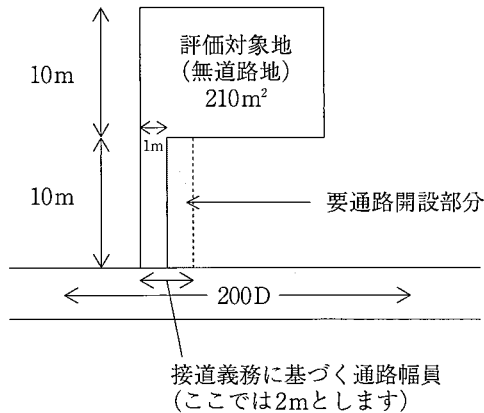 評価対象地
(無道路地)
210m²
10m
1m
10m
要通路開設部分
200D
接道義務に基づく通路幅員
(ここでは2mとします)